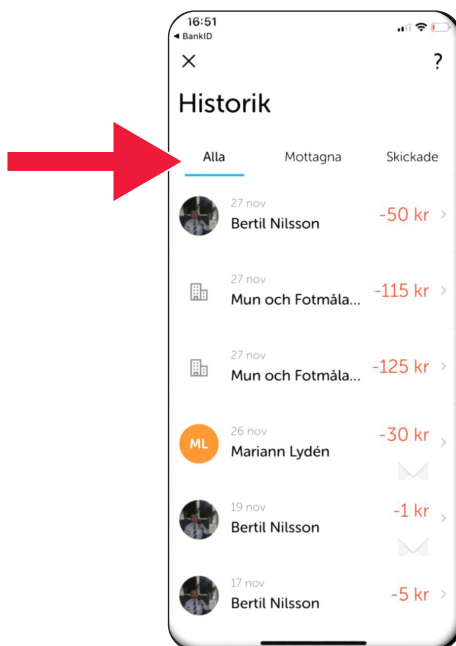 16:51
◀ BankID
?
Historik
Alla Mottagna Skickade
27 nov
Bertil Nilsson -50 kr
27 nov
Mun och Fotmåla... -115 kr
27 nov
Mun och Fotmåla... -125 kr
26 nov
ML Mariann Lydén -30 kr
19 nov
Bertil Nilsson -1 kr
17 nov
Bertil Nilsson -5 kr